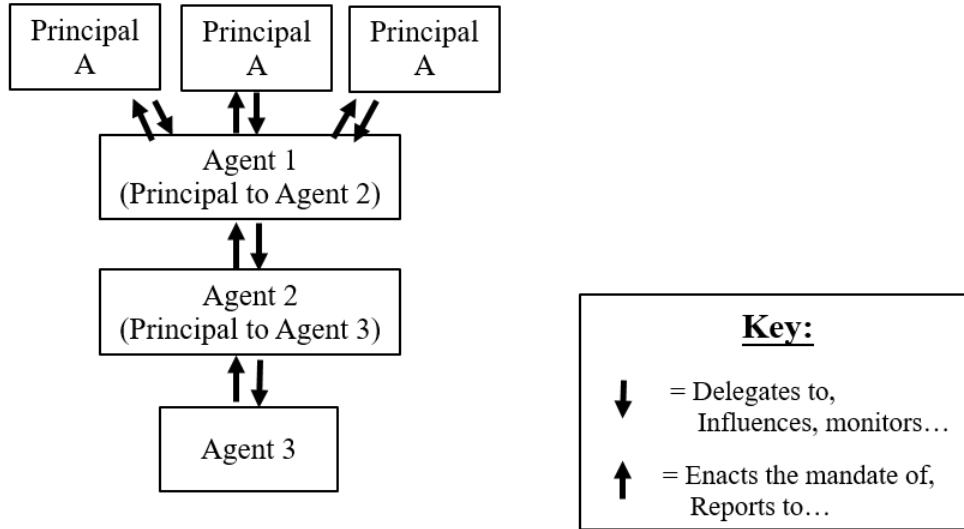 Principal
A
Principal
A
Principal
A
Agent 1
(Principal to Agent 2)
Agent 2
(Principal to Agent 3)
Agent 3
Key:
= Delegates to,
Influences, monitors…
= Enacts the mandate of,
Reports to…